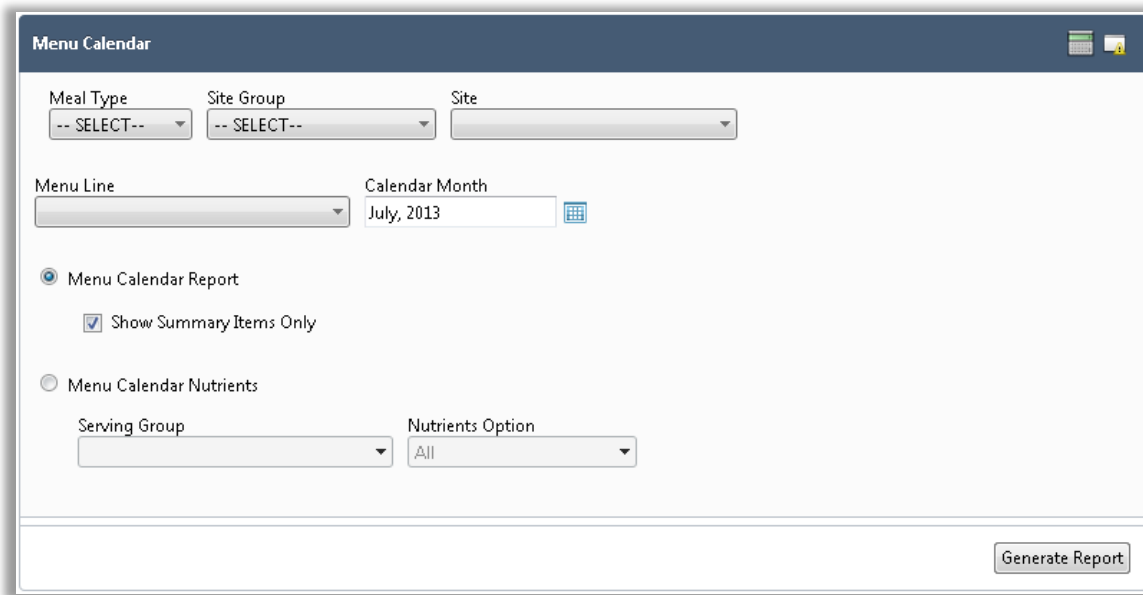 Menu Calendar
Meal Type Site Group Site
-- SELECT-- -- SELECT--
Menu Line Calendar Month
July, 2013
Menu Calendar Report
Show Summary Items Only
Menu Calendar Nutrients
Serving Group Nutrients Option
All
Generate Report